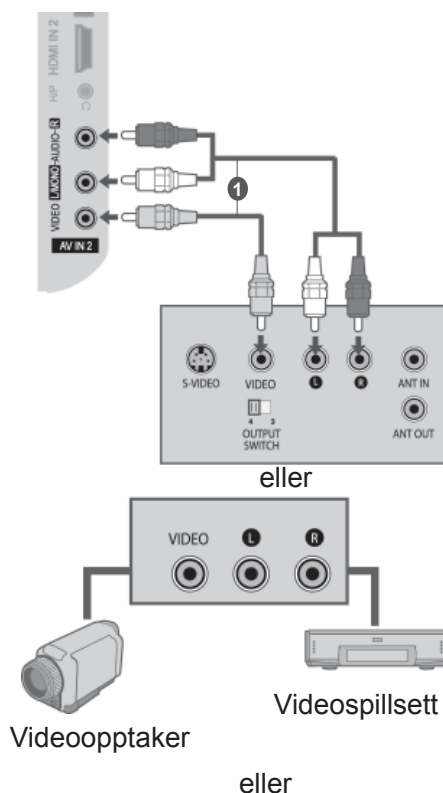 HDMI IN 2
H/P
VIDEO L/MONO-AUDIO-R
AV IN 2
1
S-VIDEO
VIDEO
L
R
ANT IN
4 3
OUTPUT
SWITCH
ANT OUT
eller
VIDEO
L
R
Videospillsett
Videoopptaker
eller